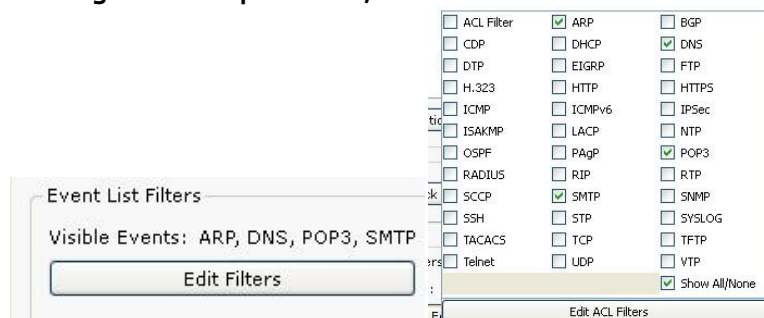 ACL Filter ARP BGP
CDP DHCP DNS
DTP EIGRP FTP
H.323 HTTP HTTPS
ICMP ICMPv6 IPSec
ISAKMP LACP NTP
OSPF PAgP POP3
RADIUS RIP RTP
SCCP SMTP SNMP
SSH STP SYSLOG
TACACS TCP TFTP
Telnet UDP VTP
Show All/None
Edit ACL Filters
Event List Filters
Visible Events: ARP, DNS, POP3, SMTP
Edit Filters